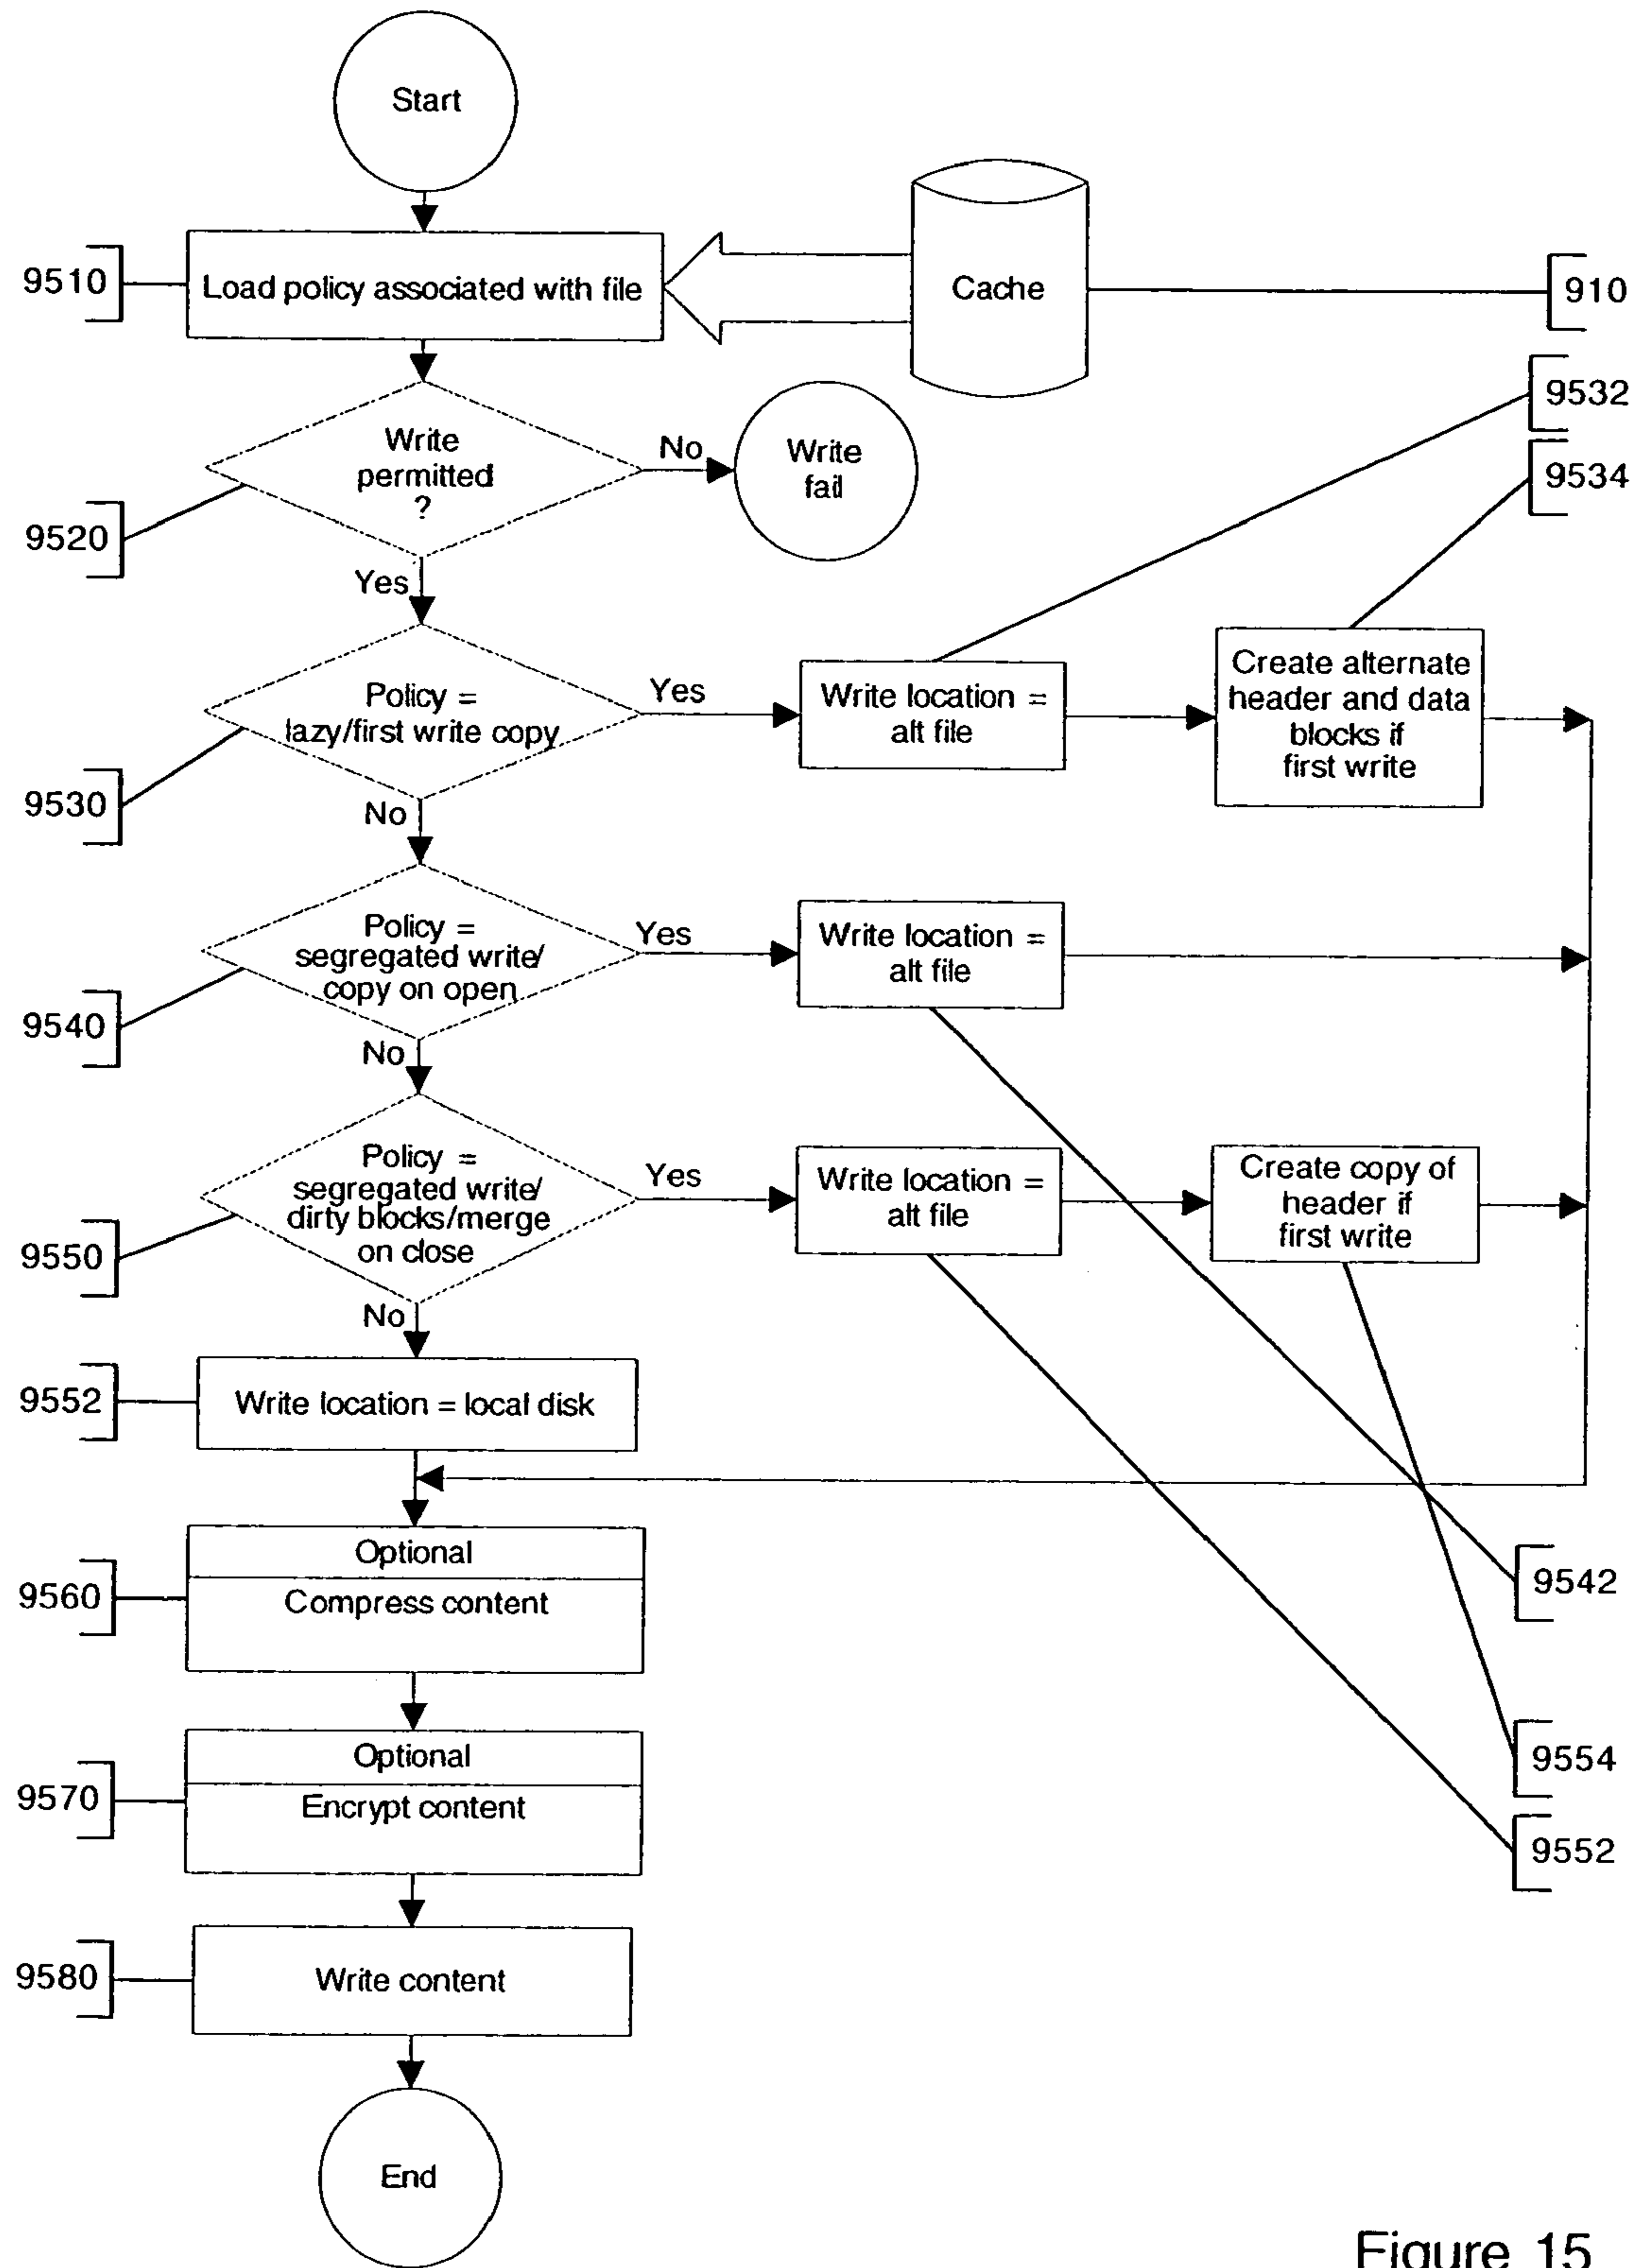 Start
9510
Load policy associated with file
Cache
910
9532
9534
Write
permitted
?
No
Write
fail
9520
Yes
Policy =
lazy/first write copy
Yes
Write location =
alt file
Create alternate
header and data
blocks if
first write
9530
No
Policy =
segregated write/
copy on open
Yes
Write location =
alt file
9540
No
Policy =
segregated write/
dirty blocks/merge
on close
Yes
Write location =
alt file
Create copy of
header if
first write
9550
No
9552
Write location = local disk
Optional
9560
Compress content
9542
Optional
9570
Encrypt content
9554
9552
9580
Write content
End
Figure 15